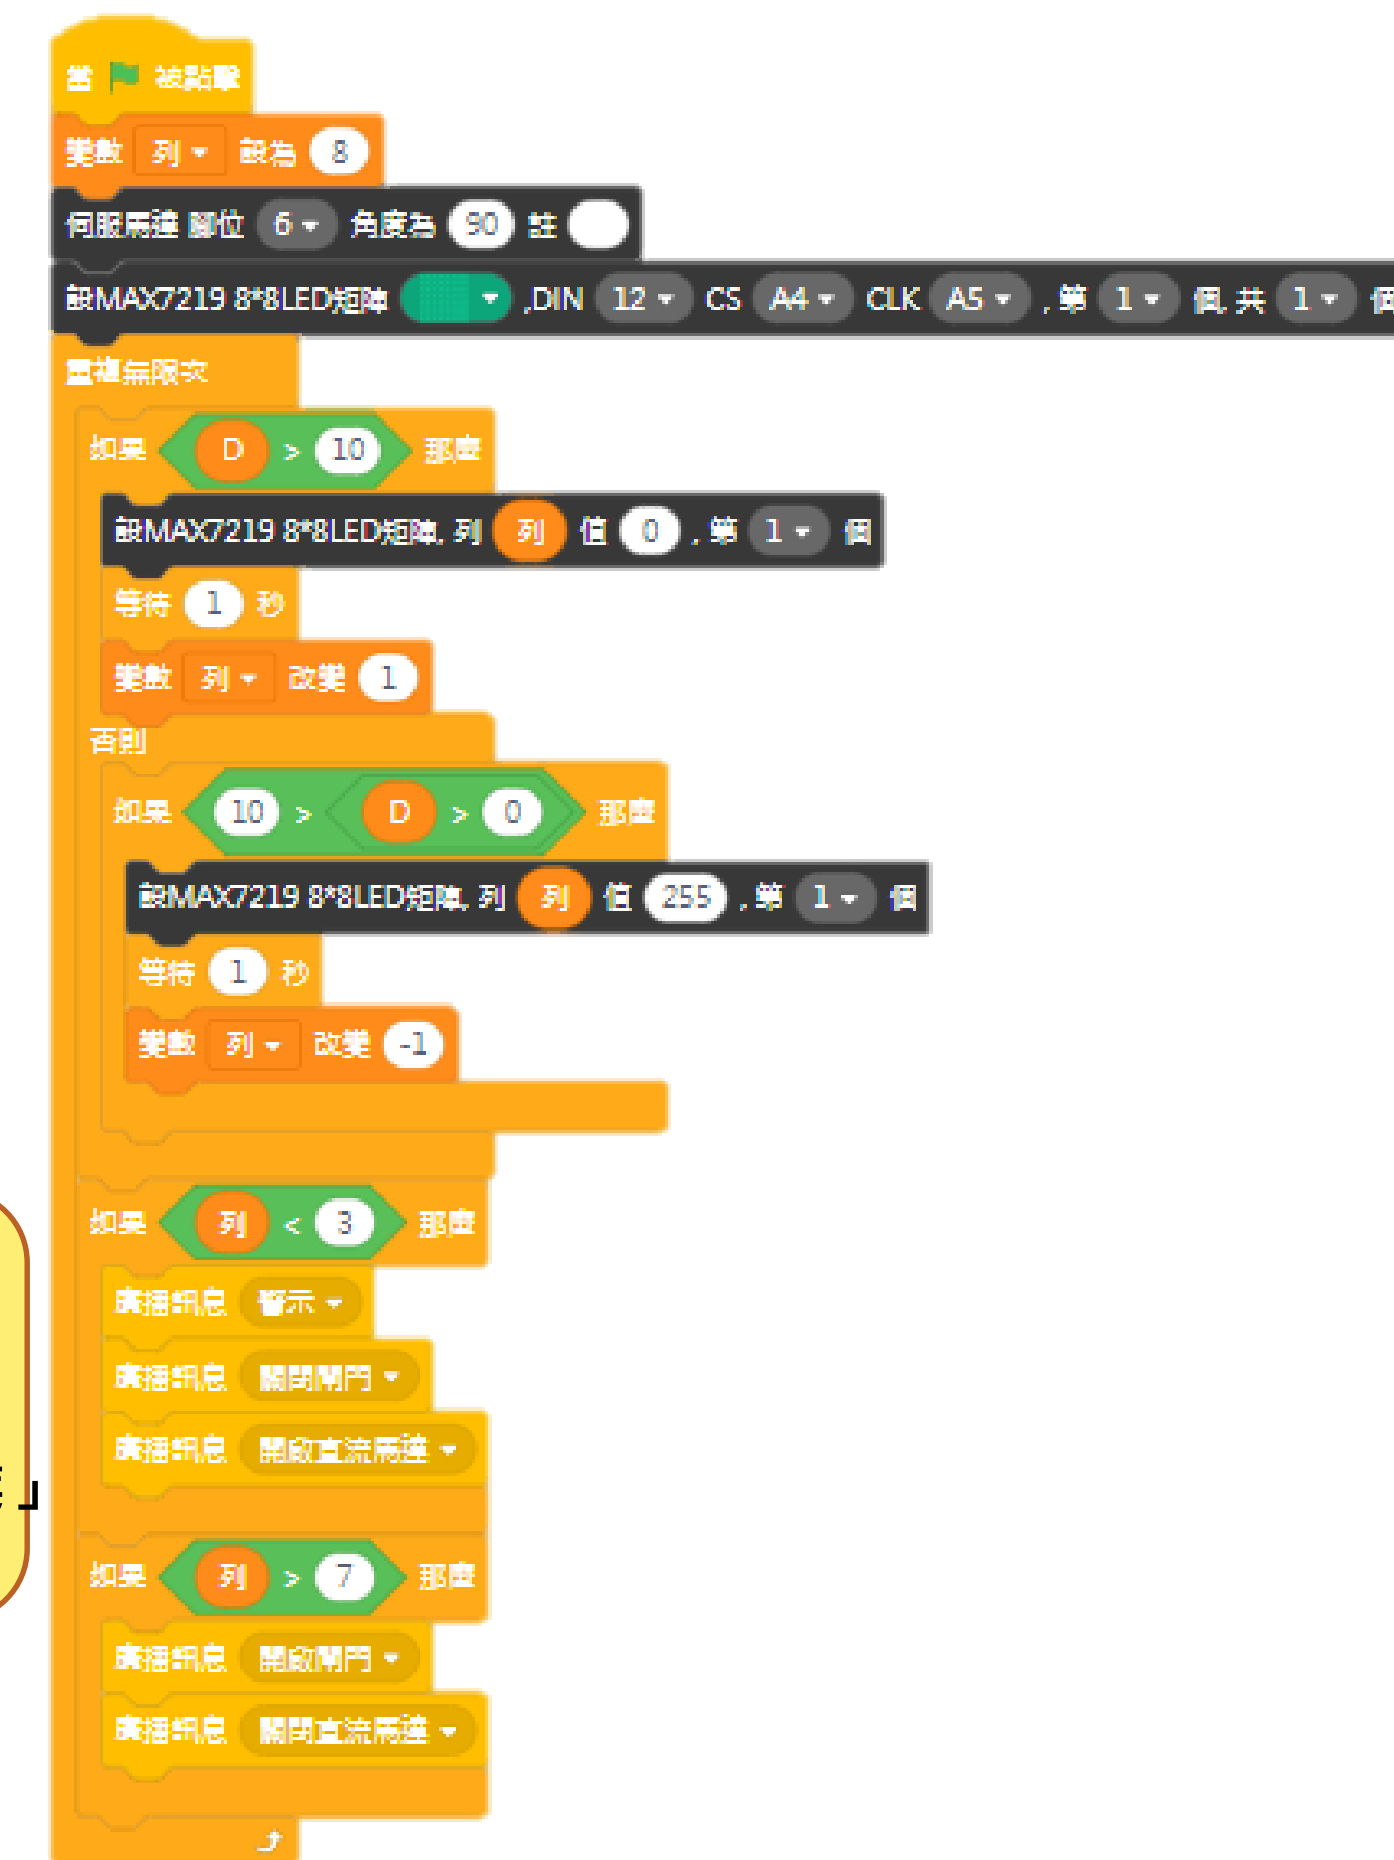 當 被點擊
變數 列 設為 8
伺服馬達 腳位 6 角度為 90 註
設MAX7219 8*8LED矩陣 ,DIN 12 CS A4 CLK A5 , 第 1 個, 共 1 個
重複無限次
如果 D > 10 那麼
設MAX7219 8*8LED矩陣, 列 列 值 0 , 第 1 個
等待 1 秒
變數 列 改變 1
否則
如果 10 > D > 0 那麼
設MAX7219 8*8LED矩陣, 列 列 值 255 , 第 1 個
等待 1 秒
變數 列 改變 -1
如果 列 < 3 那麼
廣播訊息 警示
廣播訊息 關閉閘門
廣播訊息 開啟直流馬達
」
如果 列 > 7 那麼
廣播訊息 開啟閘門
廣播訊息 關閉直流馬達